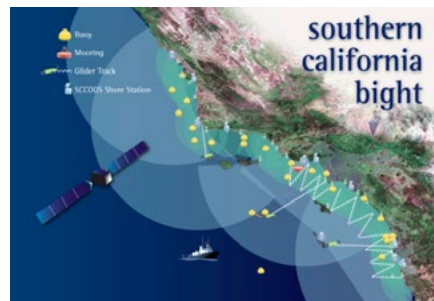 southern
california
bight
Buoy
Mooring
Glider Track
SCCOOS Shore Station